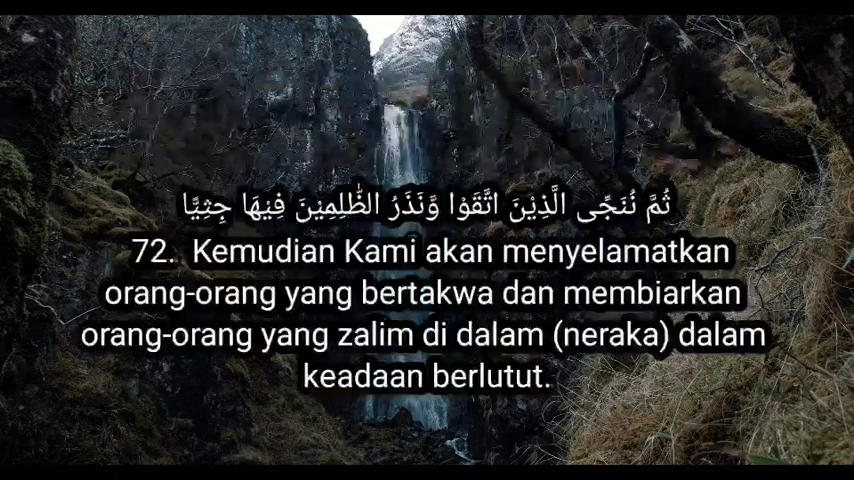 ثُمَّ نُنَجِّى الَّذِيْنَ اتَّقَوْا وَّنَذَرُ الظّٰلِمِيْنَ فِيْهَا جِثِيًّا
72. Kemudian Kami akan menyelamatkan
orang-orang yang bertakwa dan membiarkan
orang-orang yang zalim di dalam (neraka) dalam
keadaan berlutut.